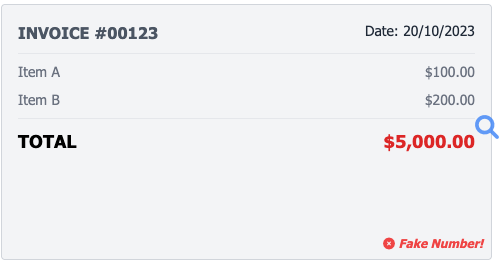 INVOICE #00123 Date: 20/10/2023
Item A $100.00
Item B $200.00
TOTAL $5,000.00
Fake Number!